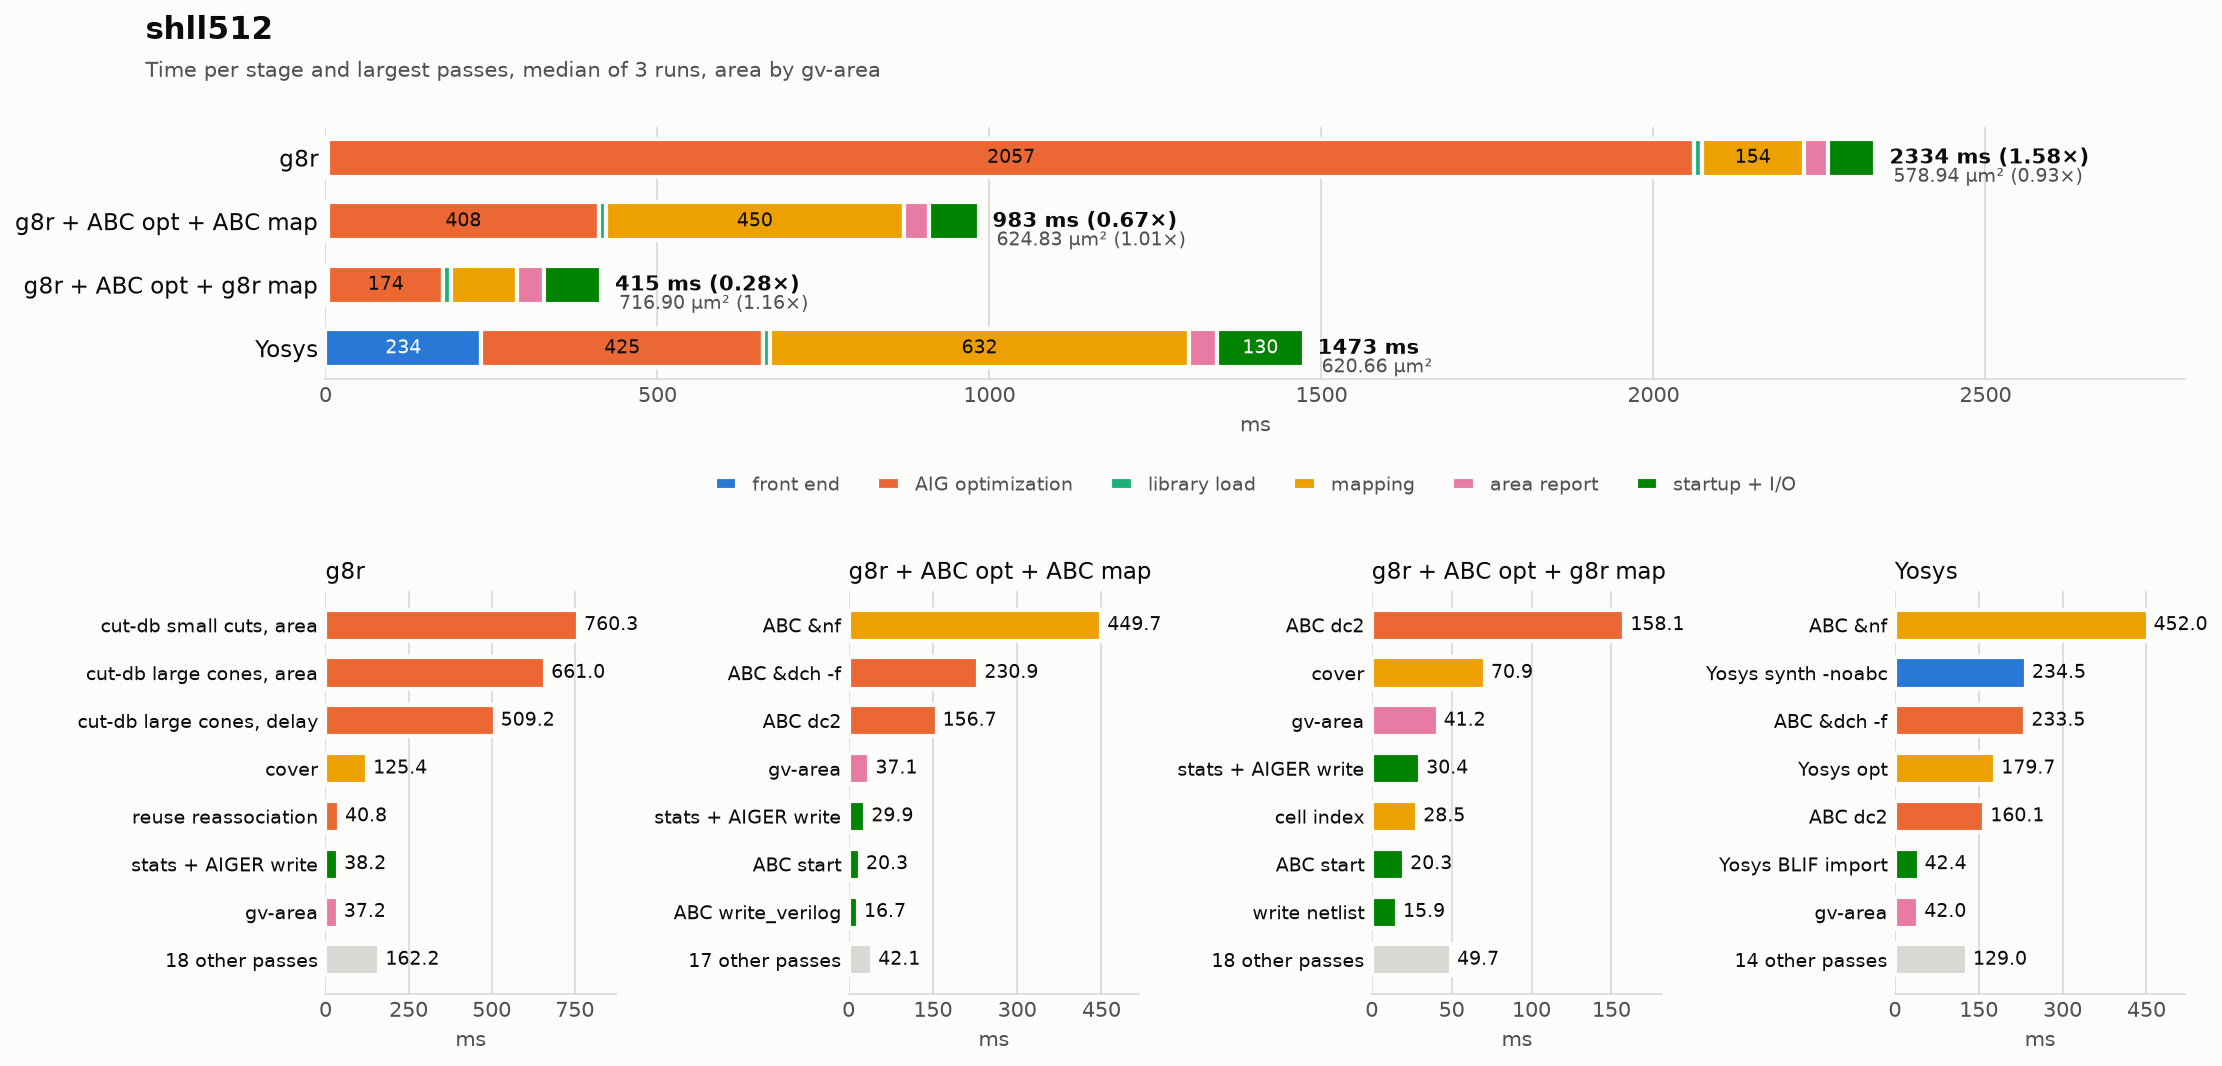 shll512
Time per stage and largest passes, median of 3 runs, area by gv-area
g8r
2057
154
2334 ms (1.58×)
578.94 µm² (0.93×)
g8r + ABC opt + ABC map
408
450
983 ms (0.67×)
624.83 µm² (1.01×)
g8r + ABC opt + g8r map
174
415 ms (0.28×)
716.90 µm² (1.16×)
Yosys
234
425
632
130
1473 ms
620.66 µm²
0 500 1000 1500 2000 2500
ms
front end AIG optimization library load mapping area report startup + I/O
g8r
cut-db small cuts, area 760.3
cut-db large cones, area 661.0
cut-db large cones, delay 509.2
cover 125.4
reuse reassociation 40.8
stats + AIGER write 38.2
gv-area 37.2
18 other passes 162.2
0 250 500 750
ms
g8r + ABC opt + ABC map
ABC &nf 449.7
ABC &dch -f 230.9
ABC dc2 156.7
gv-area 37.1
stats + AIGER write 29.9
ABC start 20.3
ABC write_verilog 16.7
17 other passes 42.1
0 150 300 450
ms
g8r + ABC opt + g8r map
ABC dc2 158.1
cover 70.9
gv-area 41.2
stats + AIGER write 30.4
cell index 28.5
ABC start 20.3
write netlist 15.9
18 other passes 49.7
0 50 100 150
ms
Yosys
ABC &nf 452.0
Yosys synth -noabc 234.5
ABC &dch -f 233.5
Yosys opt 179.7
ABC dc2 160.1
Yosys BLIF import 42.4
gv-area 42.0
14 other passes 129.0
0 150 300 450
ms